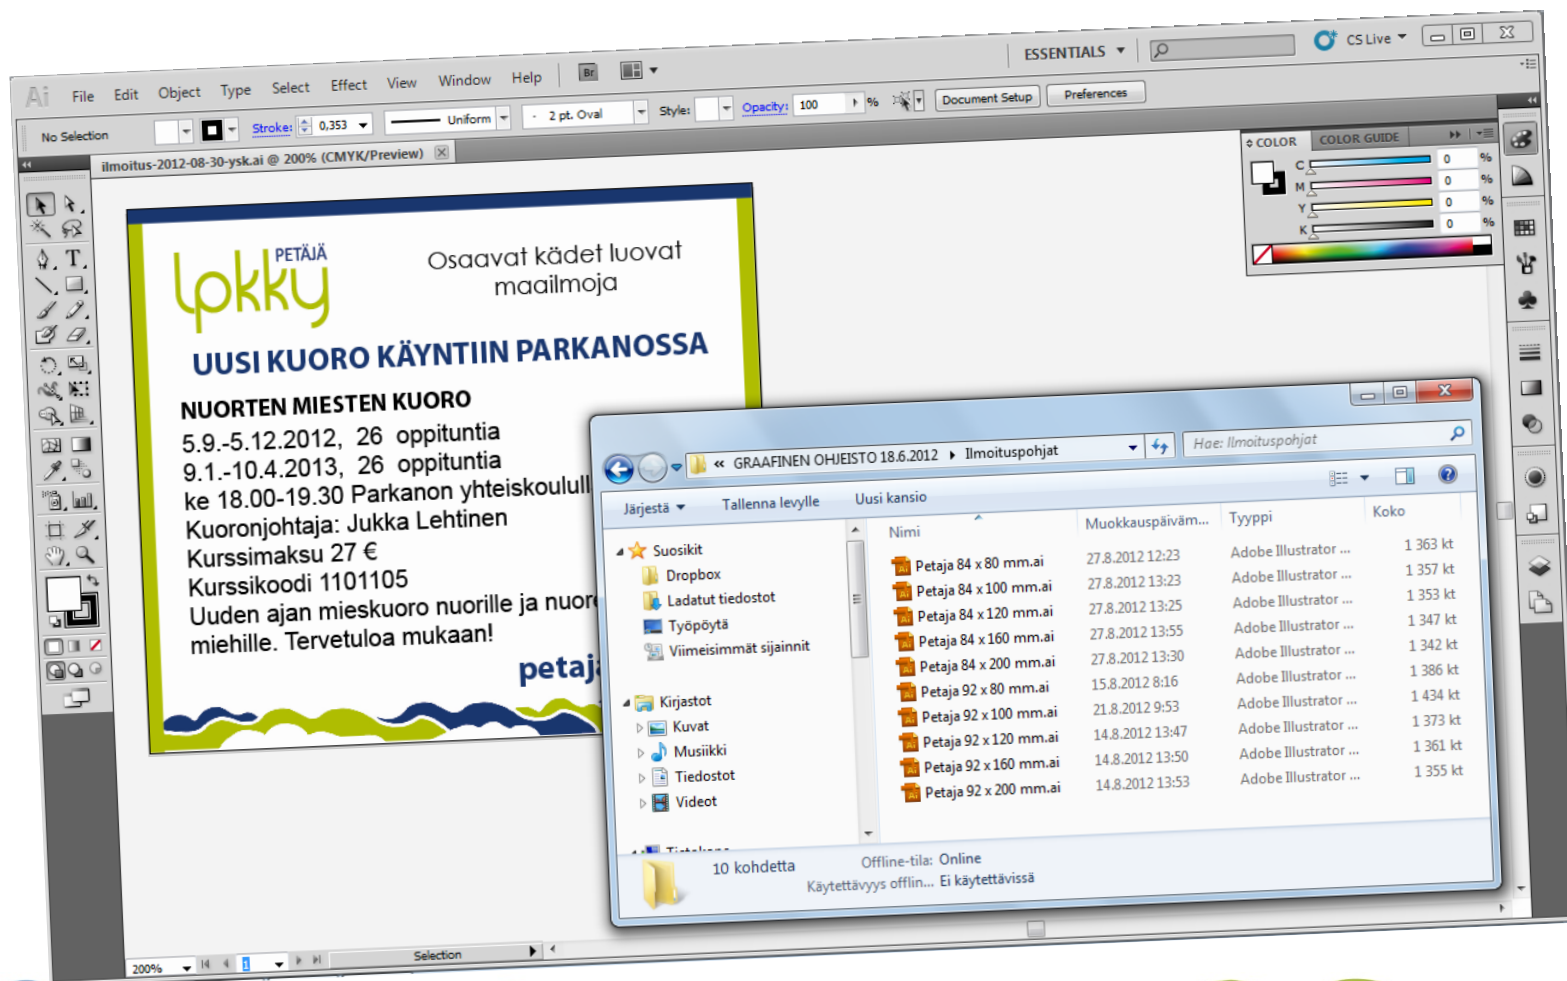 ESSENTIALS
CS Live
Ai File Edit Object Type Select Effect View Window Help Br
No Selection Stroke: 0,353 Uniform 2 pt. Oval Style: Opacity: 100 % Document Setup Preferences
ilmoitus-2012-08-30-ysk.ai @ 200% (CMYK/Preview)
COLOR COLOR GUIDE
C 0 %
M 0 %
Y 0 %
K 0 %
T
PETÄJÄ
lokky
Osaavat kädet luovat
maailmoja
UUSI KUORO KÄYNTIIN PARKANOSSA
NUORTEN MIESTEN KUORO
5.9.-5.12.2012, 26 oppituntia
9.1.-10.4.2013, 26 oppituntia
ke 18.00-19.30 Parkanon yhteiskoulull
Kuoronjohtaja: Jukka Lehtinen
Kurssimaksu 27 €
Kurssikoodi 1101105
Uuden ajan mieskuoro nuorille ja nuor
miehille. Tervetuloa mukaan!
petaj
« GRAAFINEN OHJEISTO 18.6.2012 Ilmoituspohjat
Hae: Ilmoituspohjat
Järjestä Tallenna levylle Uusi kansio
Suosikit
Dropbox
Ladatut tiedostot
Työpöytä
Viimeisimmät sijainnit
Kirjastot
Kuvat
Musiikki
Tiedostot
Videot
Nimi Muokkauspäiväm... Tyyppi Koko
Petaja 84 x 80 mm.ai 27.8.2012 12:23 Adobe Illustrator ... 1 363 kt
Petaja 84 x 100 mm.ai 27.8.2012 13:23 Adobe Illustrator ... 1 357 kt
Petaja 84 x 120 mm.ai 27.8.2012 13:25 Adobe Illustrator ... 1 353 kt
Petaja 84 x 160 mm.ai 27.8.2012 13:55 Adobe Illustrator ... 1 347 kt
Petaja 84 x 200 mm.ai 27.8.2012 13:30 Adobe Illustrator ... 1 342 kt
Petaja 92 x 80 mm.ai 15.8.2012 8:16 Adobe Illustrator ... 1 386 kt
Petaja 92 x 100 mm.ai 21.8.2012 9:53 Adobe Illustrator ... 1 434 kt
Petaja 92 x 120 mm.ai 14.8.2012 13:47 Adobe Illustrator ... 1 373 kt
Petaja 92 x 160 mm.ai 14.8.2012 13:50 Adobe Illustrator ... 1 361 kt
Petaja 92 x 200 mm.ai 14.8.2012 13:53 Adobe Illustrator ... 1 355 kt
10 kohdetta Offline-tila: Online
Käytettävyys offlin... Ei käytettävissä
200% 1 Selection